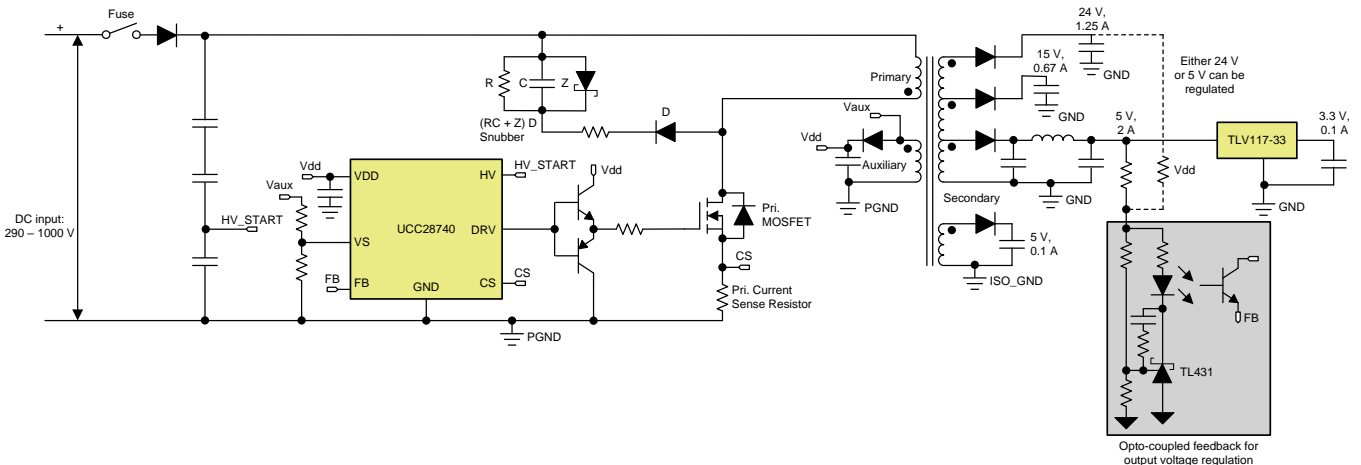 Fuse
+
24 V,
1.25 A
15 V,
0.67 A
GND
Either 24 V
or 5 V can be
regulated
Primary
R
C
Z
(RC + Z) D
Snubber
D
Vaux
GND
5 V,
2 A
TLV117-33
3.3 V,
0.1 A
Vdd
Auxiliary
Vdd
PGND
GND
GND
Secondary
Vdd
VDD
HV
HV_START
Vdd
Vaux
HV_START
DC input:
290 – 1000 V
VS
UCC28740
DRV
Pri.
MOSFET
CS
5 V,
0.1 A
ISO_GND
FB
FB
GND
CS
CS
Pri. Current
Sense Resistor
PGND
FB
TL431
Opto-coupled feedback for
output voltage regulation